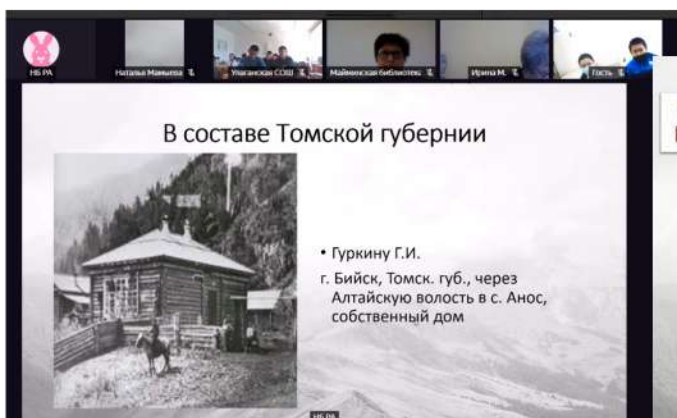 НБ РА
Наталья Мамыева
Улаганская СОШ
Майминская библиотека
Ирина М.
Гость
В составе Томской губернии
• Гуркину Г.И.
г. Бийск, Томск. губ., через
Алтайскую волость в с. Анос,
собственный дом
НБ РА